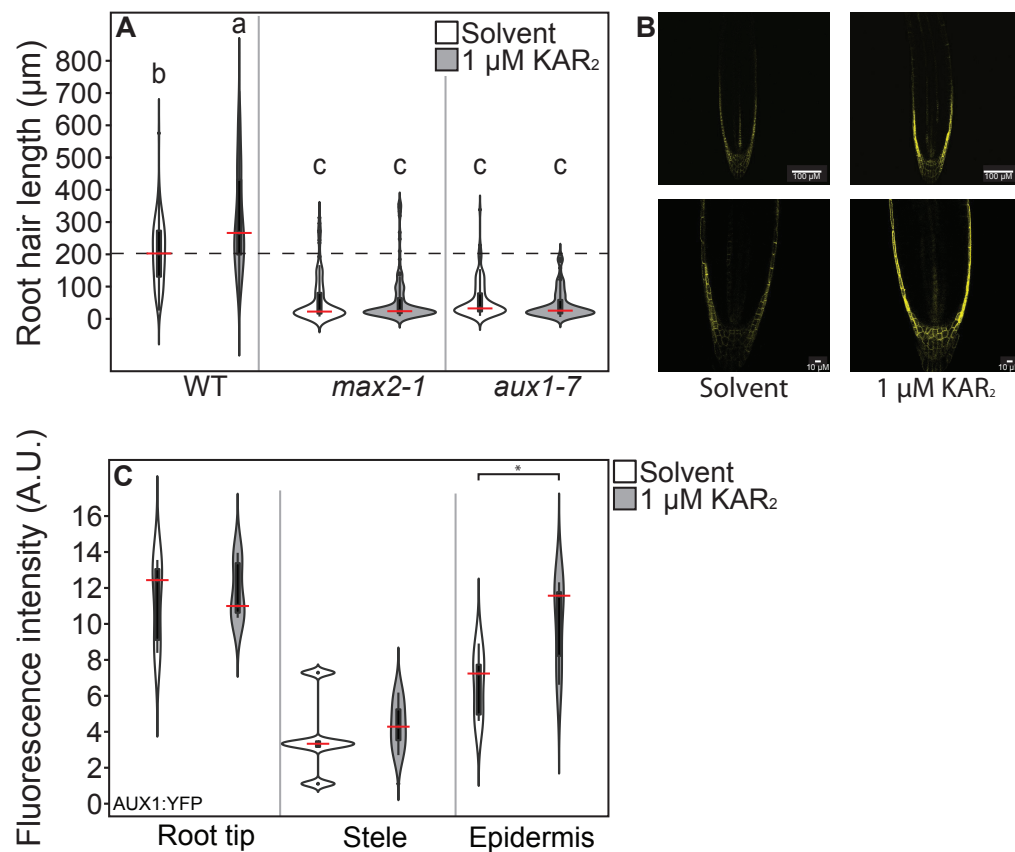 A
Solvent
1 µM KAR₂
Root hair length (µm)
800
700
600
500
400
300
200
100
0
b
a
c
c
c
c
WT
max2-1
aux1-7
B
100 µM
100 µM
10 µM
10 µM
Solvent
1 µM KAR₂
C
Solvent
1 µM KAR₂
Fluorescence intensity (A.U.)
16
14
12
10
8
6
4
2
0
*
AUX1:YFP
Root tip
Stele
Epidermis